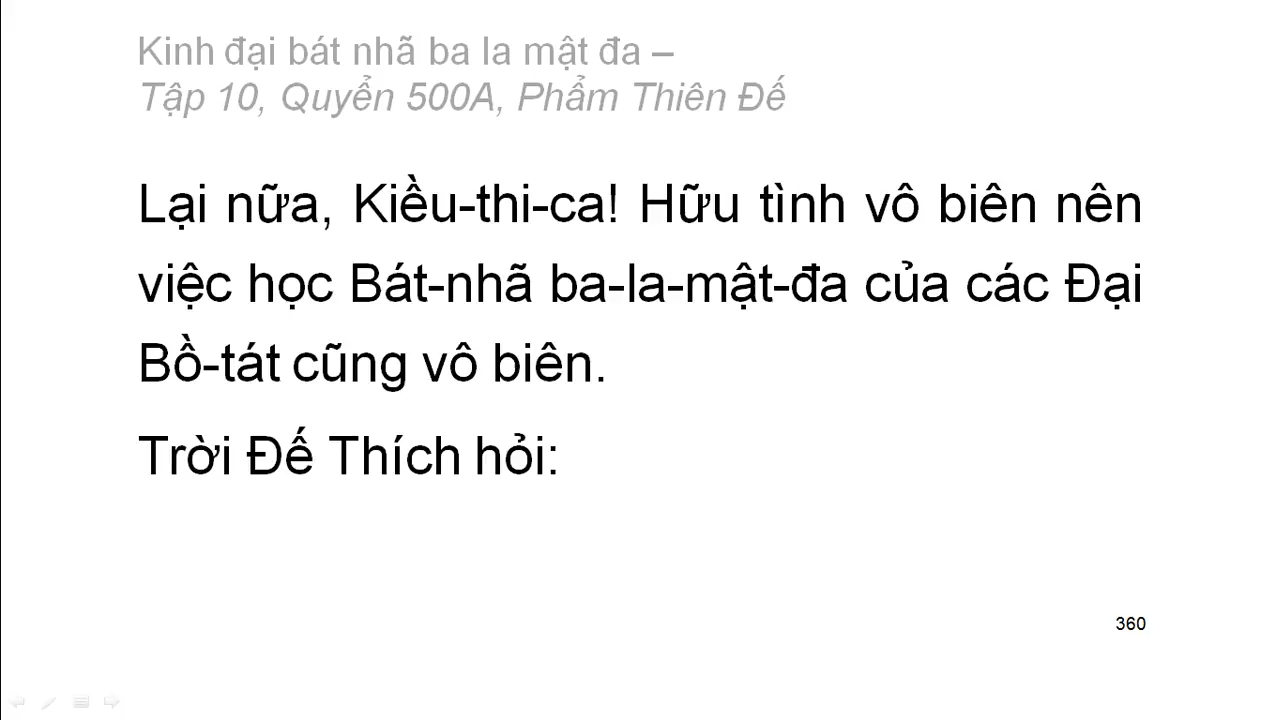 Kinh đại bát nhã ba la mật đa –
Tập 10, Quyển 500A, Phẩm Thiên Đế
Lại nữa, Kiều-thi-ca! Hữu tình vô biên nên
việc học Bát-nhã ba-la-mật-đa của các Đại
Bồ-tát cũng vô biên.
Trời Đế Thích hỏi:
360